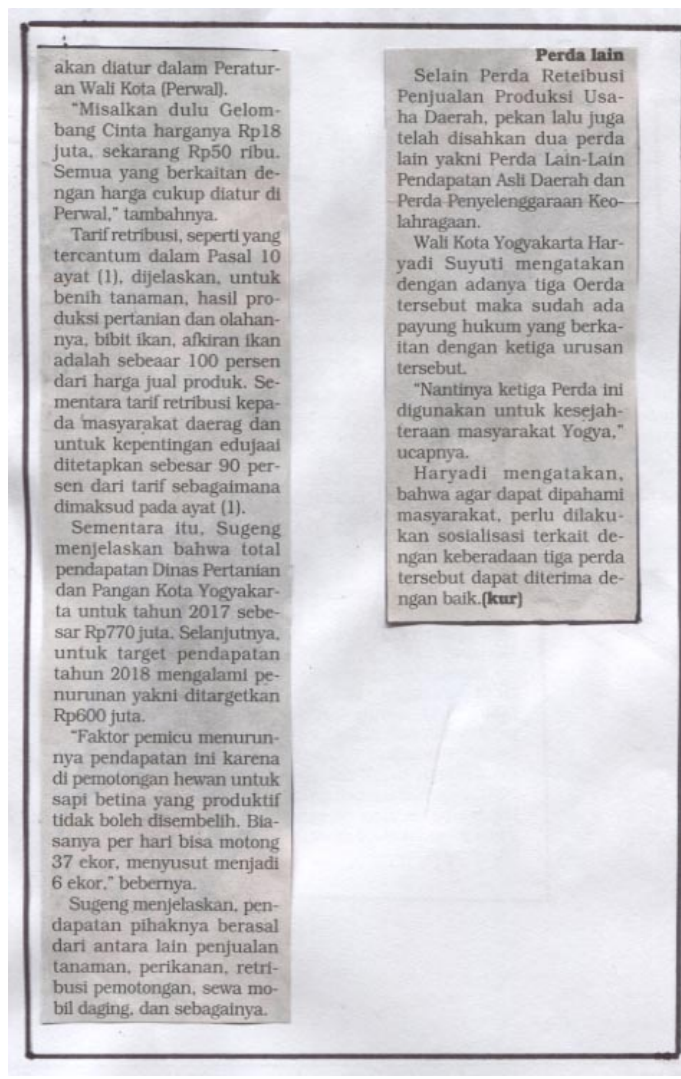 akan diatur dalam Peratur-
an Wali Kota (Perwal).
"Misalkan dulu Gelom-
bang Cinta harganya Rp18
juta, sekarang Rp50 ribu.
Semua yang berkaitan de-
ngan harga cukup diatur di
Perwal," tambahnya.
Tarif retribusi, seperti yang
tercantum dalam Pasal 10
ayat (1), dijelaskan, untuk
benih tanaman, hasil pro-
duksi pertanian dan olahan-
nya, bibit ikan, afkiran ikan
adalah sebeaar 100 persen
dari harga jual produk. Se-
mentara tarif retribusi kepa-
da masyarakat daerag dan
untuk kepentingan edujaai
ditetapkan sebesar 90 per-
sen dari tarif sebagaimana
dimaksud pada ayat (1).
Sementara itu, Sugeng
menjelaskan bahwa total
pendapatan Dinas Pertanian
dan Pangan Kota Yogyakar-
ta untuk tahun 2017 sebe-
sar Rp770 juta. Selanjutnya,
untuk target pendapatan
tahun 2018 mengalami pe-
nurunan yakni ditargetkan
Rp600 juta.
"Faktor pemicu menurun-
nya pendapatan ini karena
di pemotongan hewan untuk
sapi betina yang produktif
tidak boleh disembelih. Bia-
sanya per hari bisa motong
37 ekor, menyusut menjadi
6 ekor," bebernya.
Sugeng menjelaskan, pen-
dapatan pihaknya berasal
dari antara lain penjualan
tanaman, perikanan, retri-
busi pemotongan, sewa mo-
bil daging, dan sebagainya.
Perda lain
Selain Perda Reteibusi
Penjualan Produksi Usa-
ha Daerah, pekan lalu juga
telah disahkan dua perda
lain yakni Perda Lain-Lain
Pendapatan Asli Daerah dan
Perda Penyelenggaraan Keo-
lahragaan.
Wali Kota Yogyakarta Har-
yadi Suyuti mengatakan
dengan adanya tiga Oerda
tersebut maka sudah ada
payung hukum yang berka-
itan dengan ketiga urusan
tersebut.
"Nantinya ketiga Perda ini
digunakan untuk kesejah-
teraan masyarakat Yogya,"
ucapnya.
Haryadi mengatakan,
bahwa agar dapat dipahami
masyarakat, perlu dilaku-
kan sosialisasi terkait de-
ngan keberadaan tiga perda
tersebut dapat diterima de-
ngan baik.(kur)